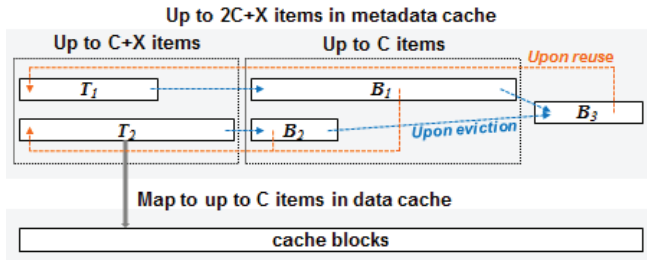 Up to 2C+X items in metadata cache
Up to C+X items
Up to C items
Upon reuse
T1
B1
B3
T2
B2
Upon eviction
Map to up to C items in data cache
cache blocks